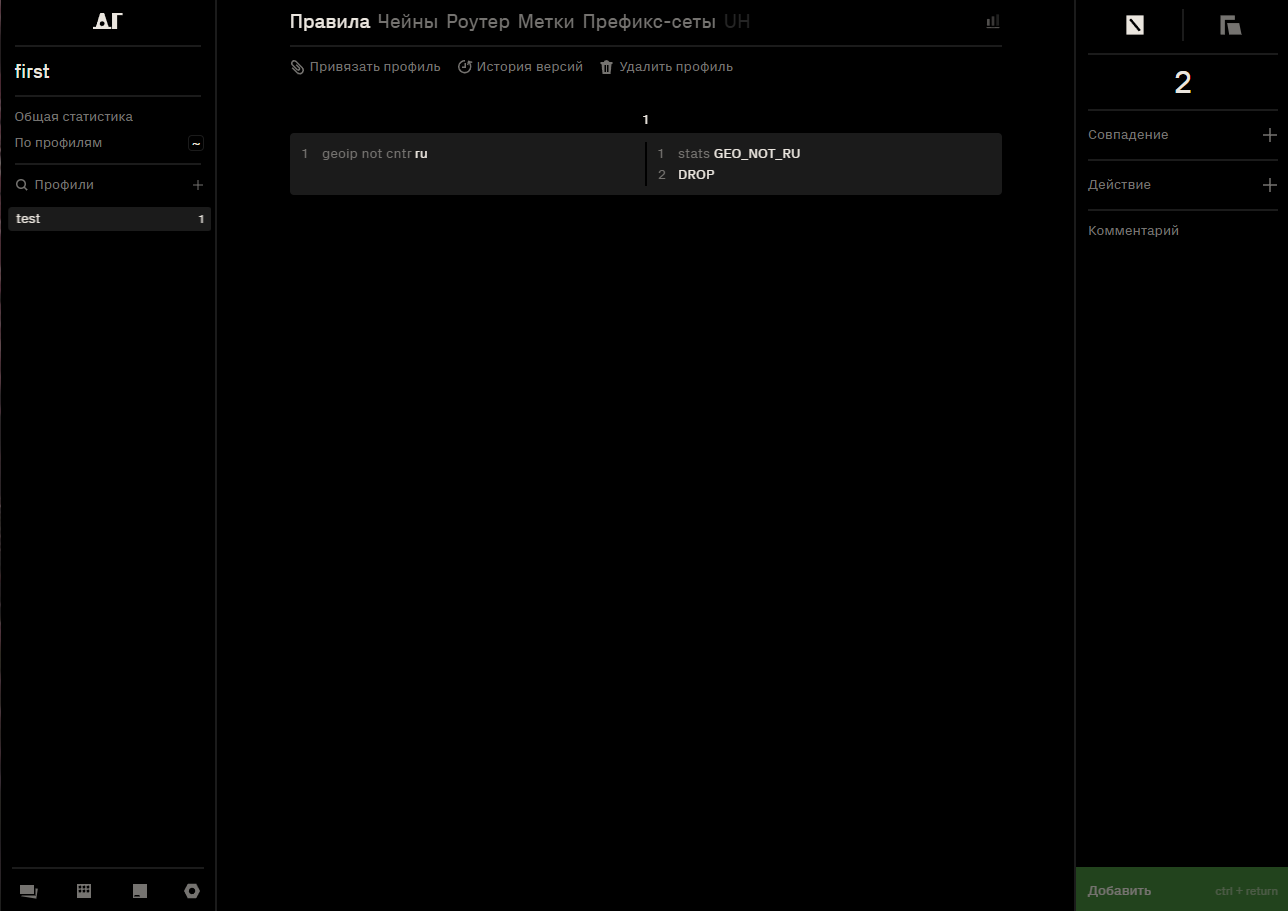 ДГ
first
Общая статистика
По профилям ~
Профили +
test 1
Правила Чейны Роутер Метки Префикс-сеты UH
Привязать профиль История версий Удалить профиль
1
1 geoip not cntr ru
1 stats GEO_NOT_RU
2 DROP
2
Совпадение +
Действие +
Комментарий
Добавить ctrl + return